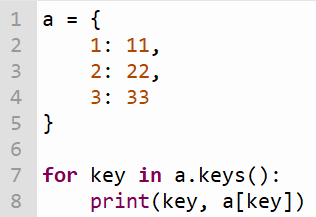 1 a = {
2     1: 11,
3     2: 22,
4     3: 33
5 }
6
7 for key in a.keys():
8     print(key, a[key])